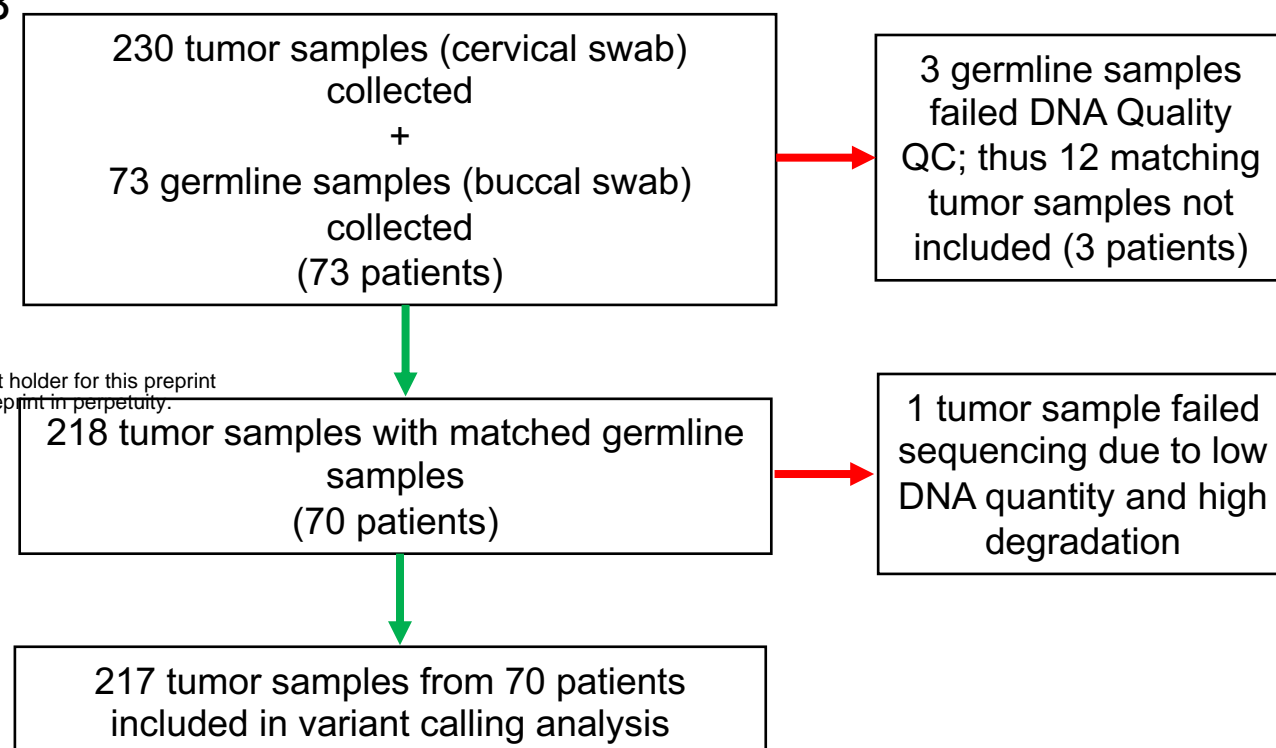 B
230 tumor samples (cervical swab)
collected
+
73 germline samples (buccal swab)
collected
(73 patients)
3 germline samples
failed DNA Quality
QC; thus 12 matching
tumor samples not
included (3 patients)
t holder for this preprint
eprint in perpetuity.
218 tumor samples with matched germline
samples
(70 patients)
1 tumor sample failed
sequencing due to low
DNA quantity and high
degradation
217 tumor samples from 70 patients
included in variant calling analysis